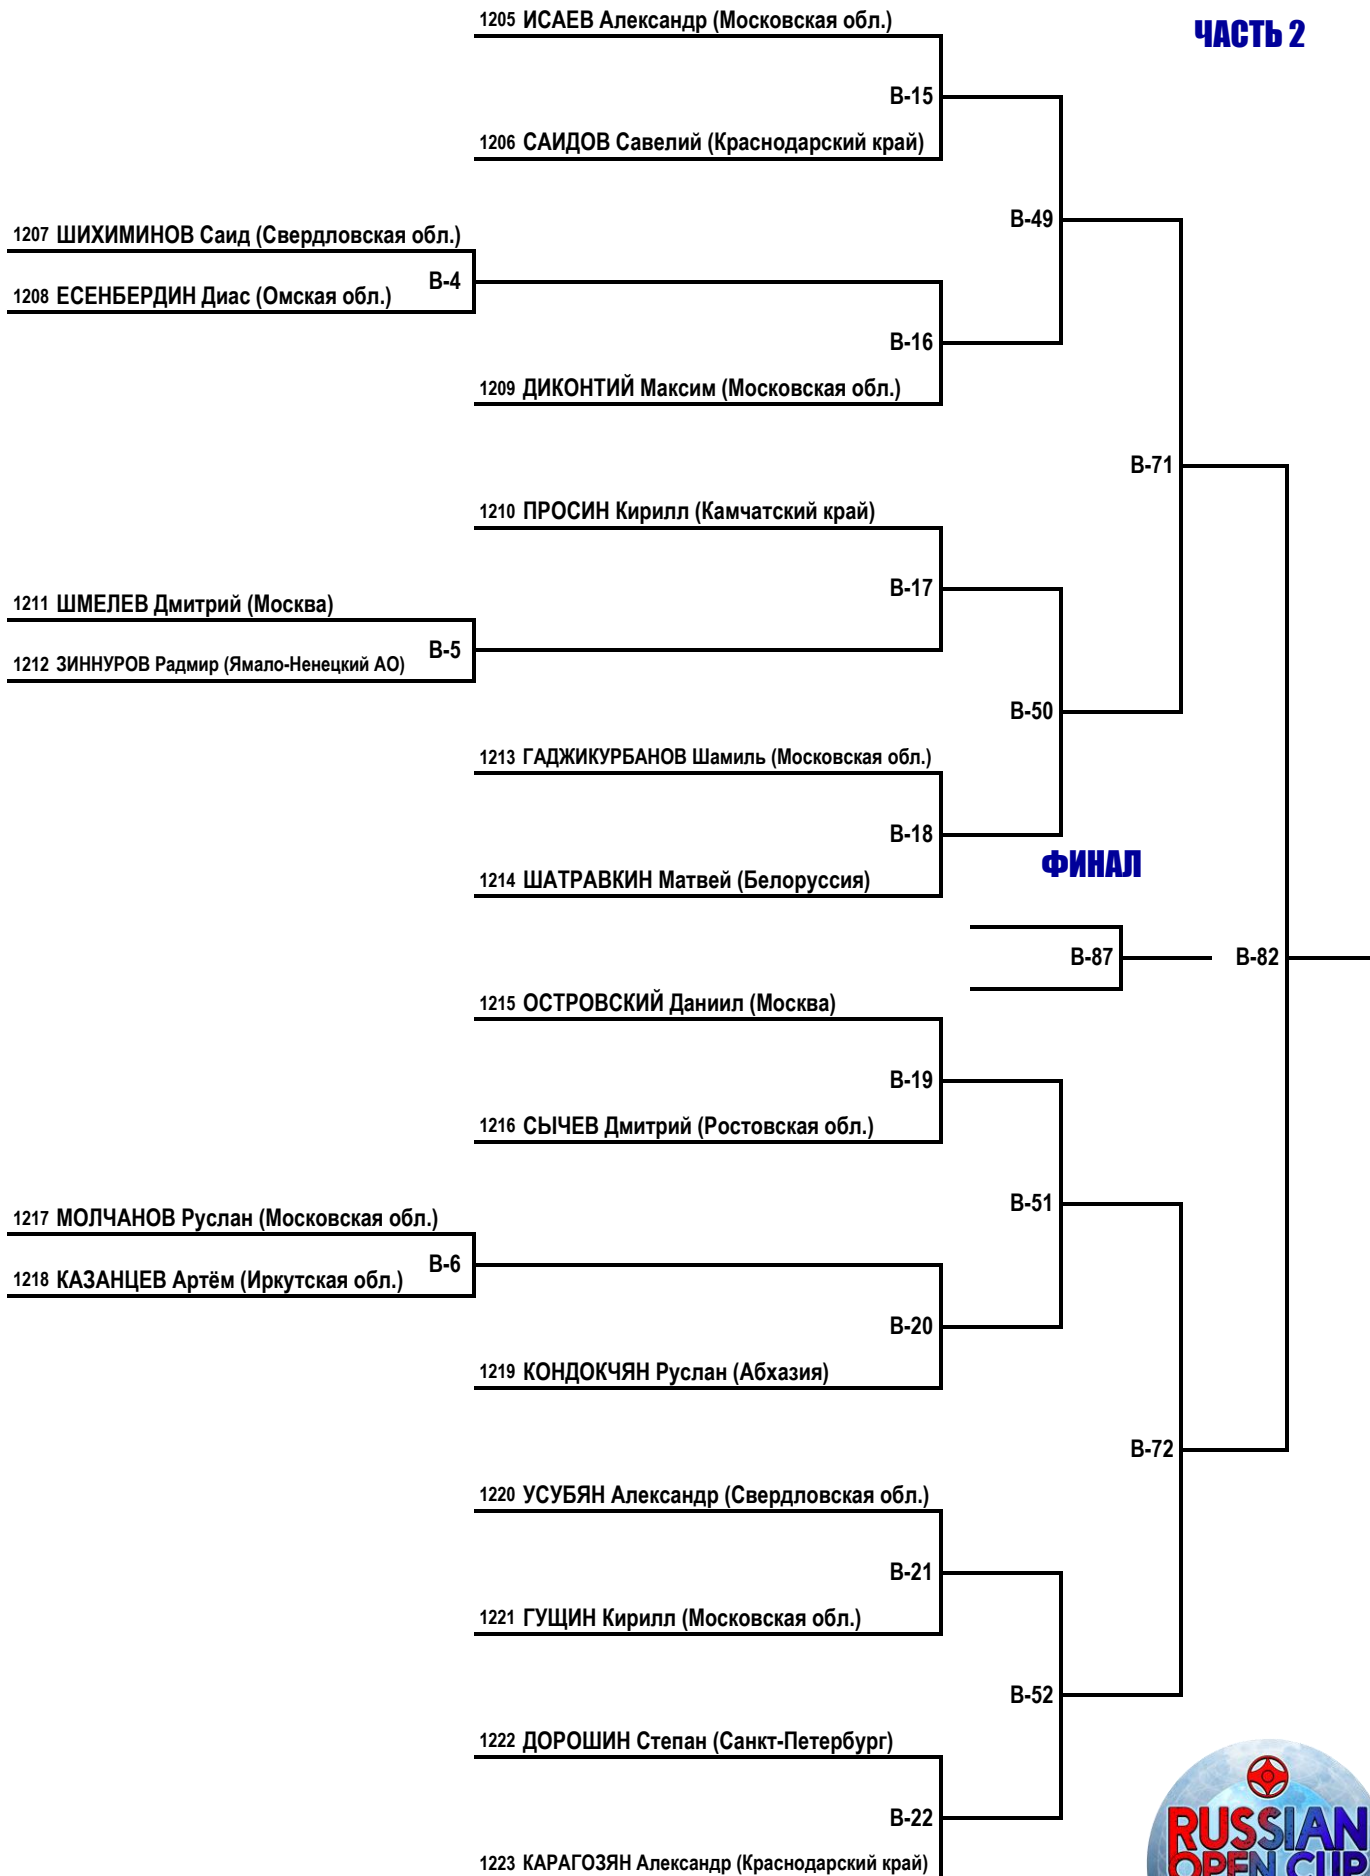 1205 ИСАЕВ Александр (Московская обл.)
ЧАСТЬ 2
В-15
1206 САИДОВ Савелий (Краснодарский край)
В-49
1207 ШИХИМИНОВ Саид (Свердловская обл.)
В-4
1208 ЕСЕНБЕРДИН Диас (Омская обл.)
В-16
1209 ДИКОНТИЙ Максим (Московская обл.)
В-71
1210 ПРОСИН Кирилл (Камчатский край)
В-17
1211 ШМЕЛЕВ Дмитрий (Москва)
В-5
1212 ЗИННУРОВ Радмир (Ямало-Ненецкий АО)
В-50
1213 ГАДЖИКУРБАНОВ Шамиль (Московская обл.)
В-18
ФИНАЛ
1214 ШАТРАВКИН Матвей (Белоруссия)
В-87
В-82
1215 ОСТРОВСКИЙ Даниил (Москва)
В-19
1216 СЫЧЕВ Дмитрий (Ростовская обл.)
В-51
1217 МОЛЧАНОВ Руслан (Московская обл.)
В-6
1218 КАЗАНЦЕВ Артём (Иркутская обл.)
В-20
1219 КОНДОКЧЯН Руслан (Абхазия)
В-72
1220 УСУБЯН Александр (Свердловская обл.)
В-21
1221 ГУЩИН Кирилл (Московская обл.)
В-52
1222 ДОРОШИН Степан (Санкт-Петербург)
В-22
1223 КАРАГОЗЯН Александр (Краснодарский край)
RUSSIAN
OPEN CUP